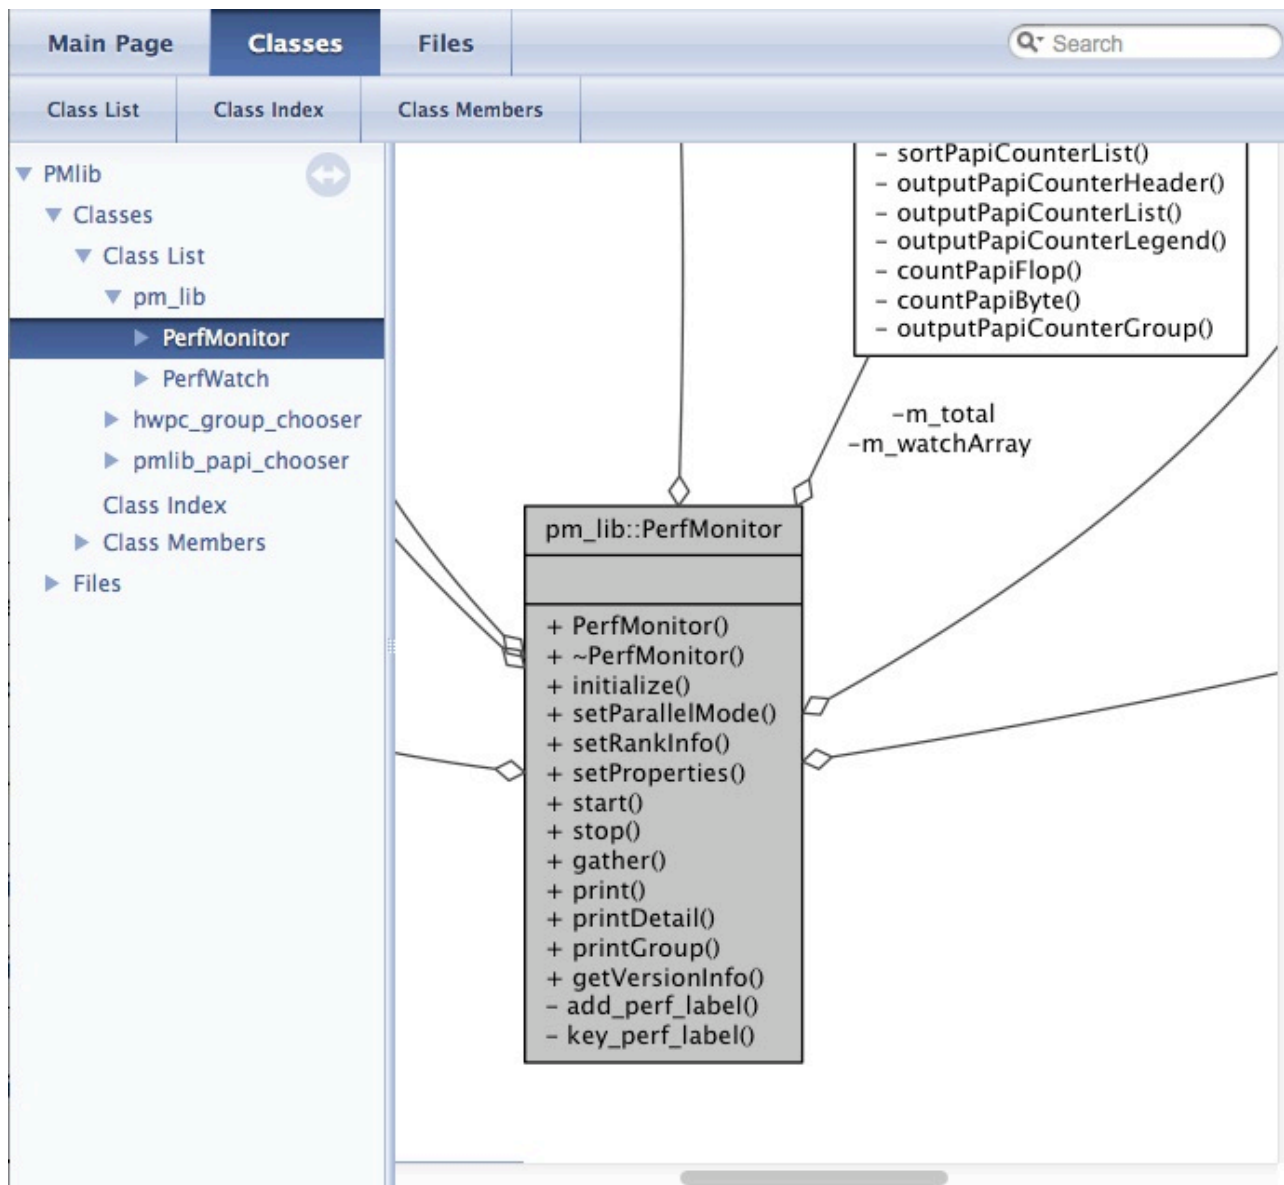 Main Page
Classes
Files
Search
Class List
Class Index
Class Members
PMlib
Classes
Class List
pm_lib
PerfMonitor
PerfWatch
hwpc_group_chooser
pmlib_papi_chooser
Class Index
Class Members
Files
- sortPapiCounterList()
- outputPapiCounterHeader()
- outputPapiCounterList()
- outputPapiCounterLegend()
- countPapiFlop()
- countPapiByte()
- outputPapiCounterGroup()
-m_total
-m_watchArray
pm_lib::PerfMonitor
+ PerfMonitor()
+ ~PerfMonitor()
+ initialize()
+ setParallelMode()
+ setRankInfo()
+ setProperties()
+ start()
+ stop()
+ gather()
+ print()
+ printDetail()
+ printGroup()
+ getVersionInfo()
- add_perf_label()
- key_perf_label()